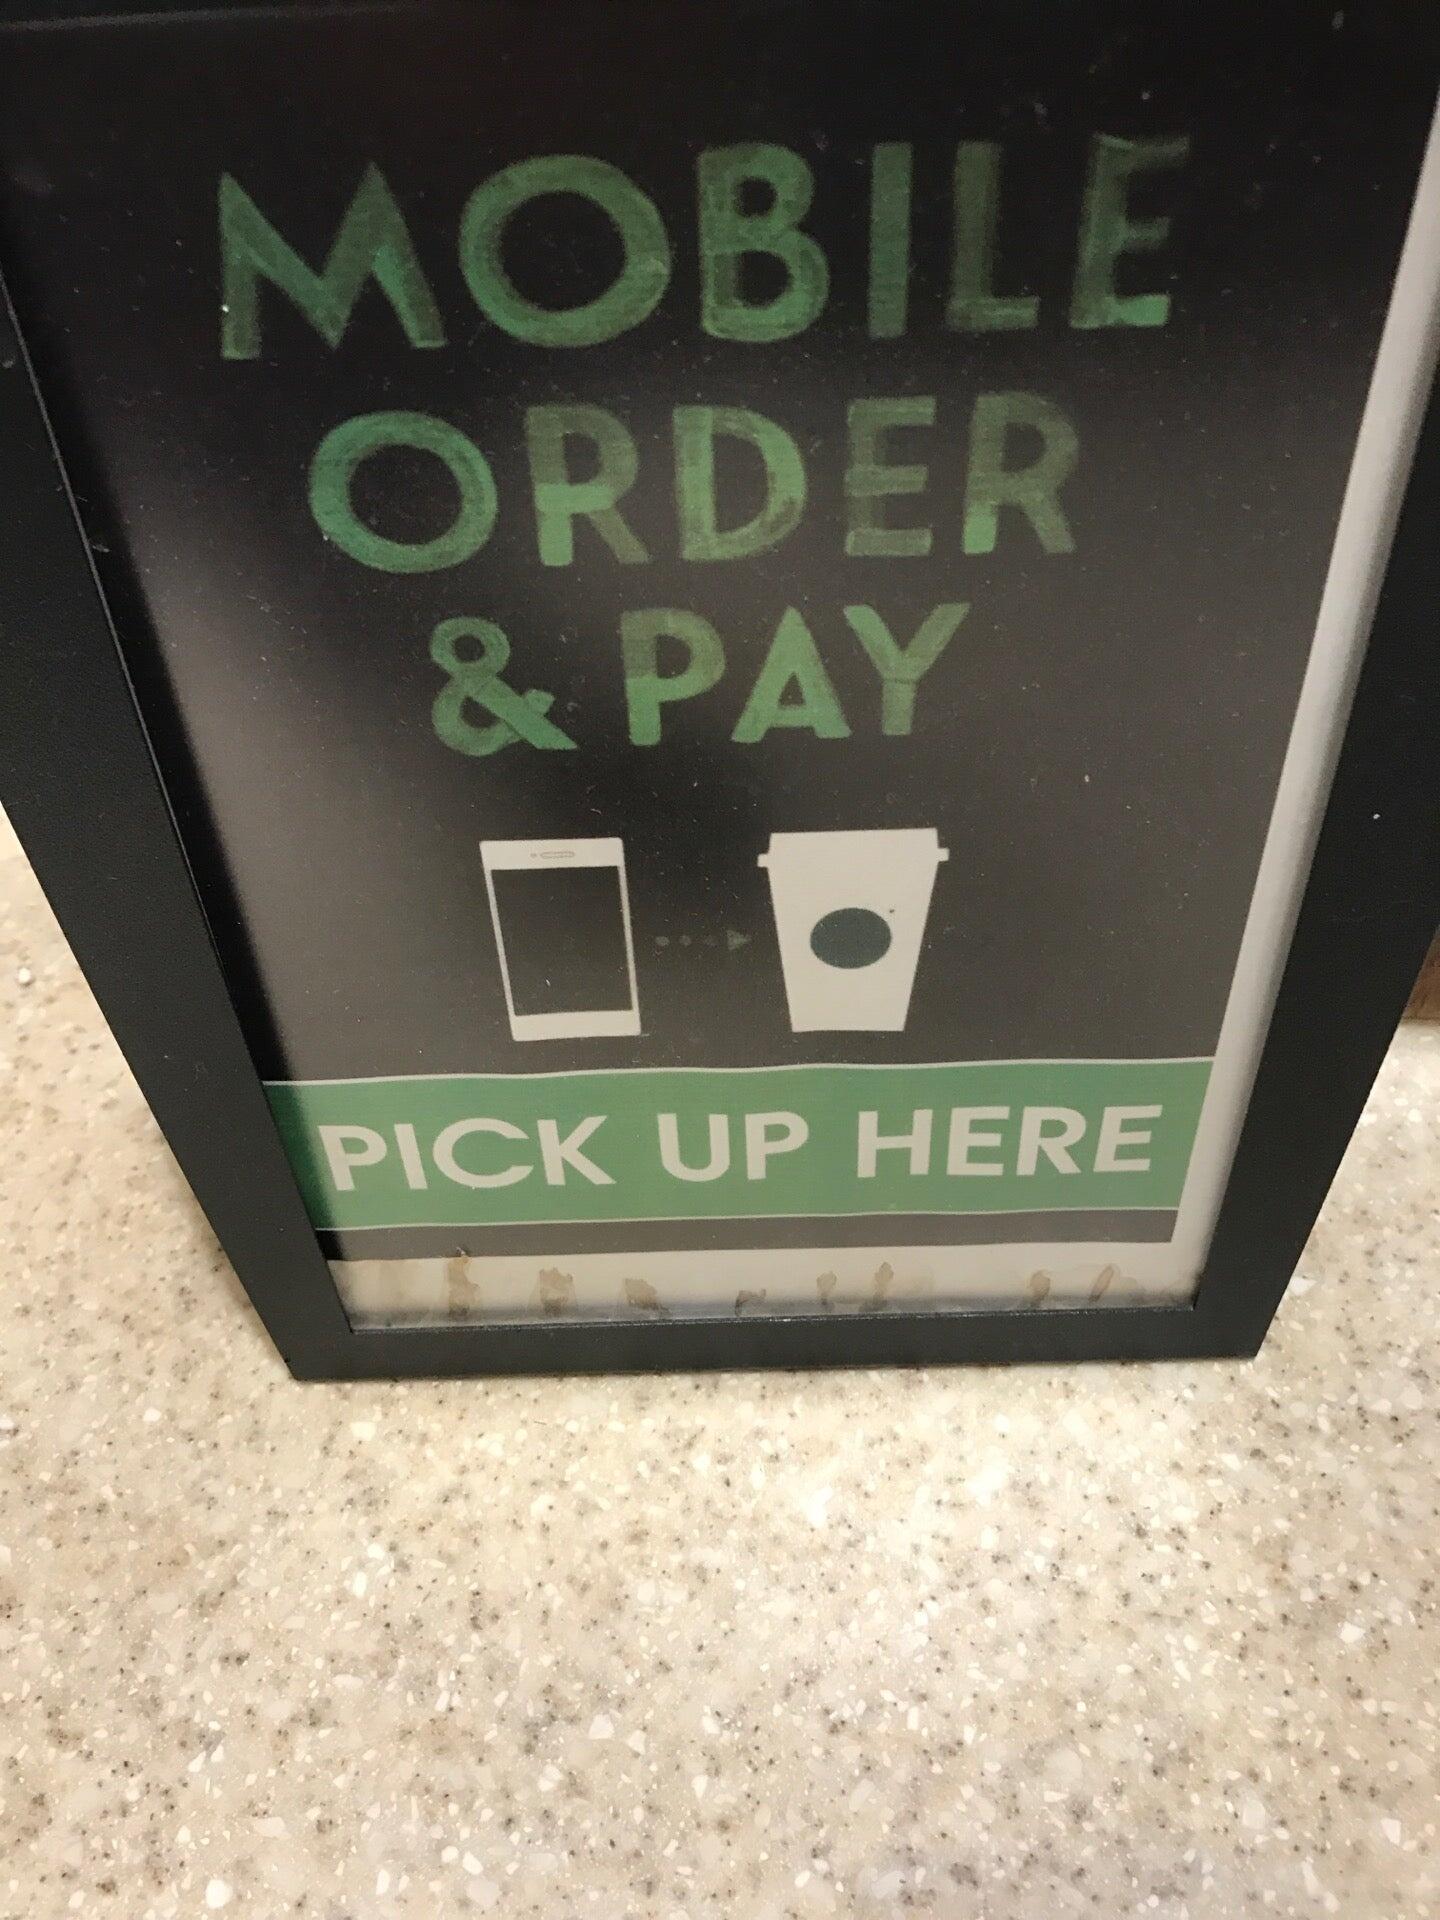 MOBILE
ORDER
& PAY
PICK UP HERE